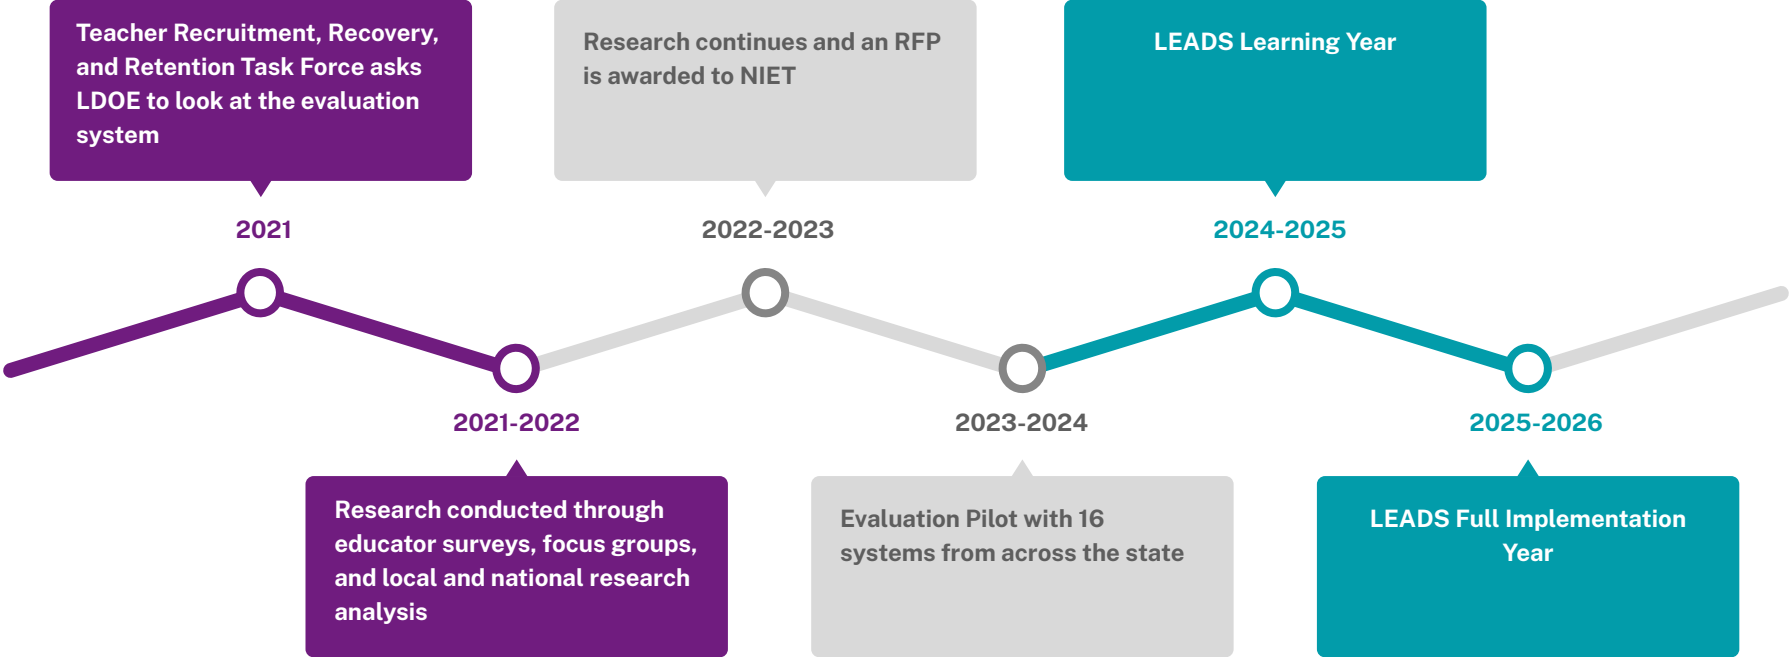 Teacher Recruitment, Recovery,
and Retention Task Force asks
LDOE to look at the evaluation
system
2021
2021-2022
Research conducted through
educator surveys, focus groups,
and local and national research
analysis
Research continues and an RFP
is awarded to NIET
2022-2023
2023-2024
Evaluation Pilot with 16
systems from across the state
LEADS Learning Year
2024-2025
2025-2026
LEADS Full Implementation
Year